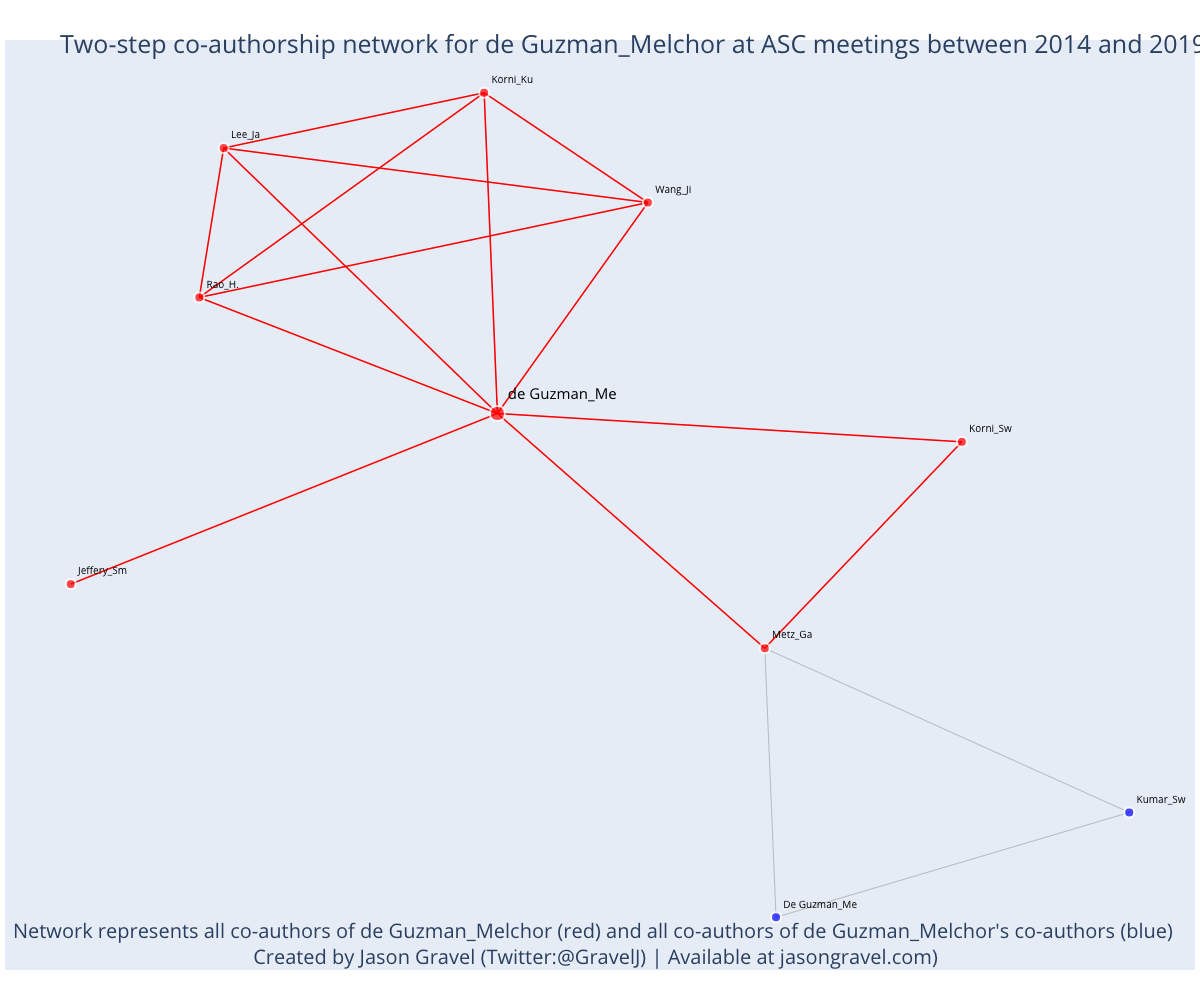 Two-step co-authorship network for de Guzman_Melchor at ASC meetings between 2014 and 2019
Korni_Ku
Lee_Ja
Wang_Ji
Rao_H.
de Guzman_Me
Korni_Sw
Jeffery_Sm
Metz_Ga
Kumar_Sw
De Guzman_Me
Network represents all co-authors of de Guzman_Melchor (red) and all co-authors of de Guzman_Melchor's co-authors (blue)
Created by Jason Gravel (Twitter:@GravelJ) | Available at jasongravel.com)